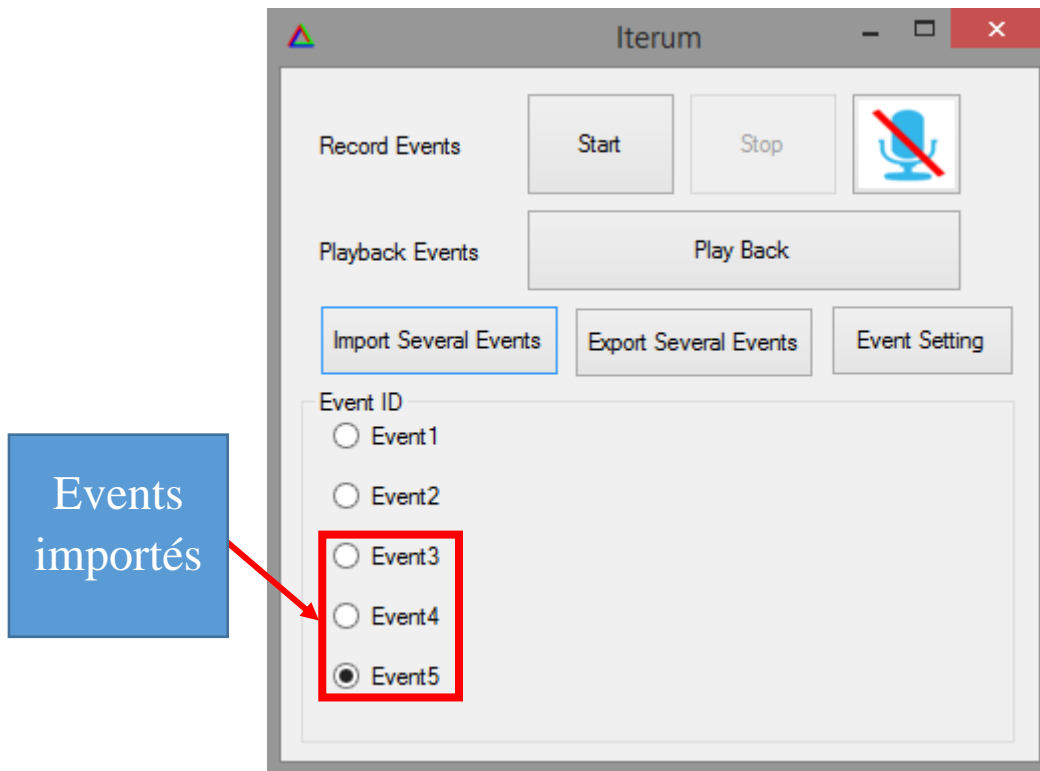 Iterum
Record Events
Start
Stop
Playback Events
Play Back
Import Several Events
Export Several Events
Event Setting
Event ID
Event1
Event2
Event3
Event4
Event5
Events
importés